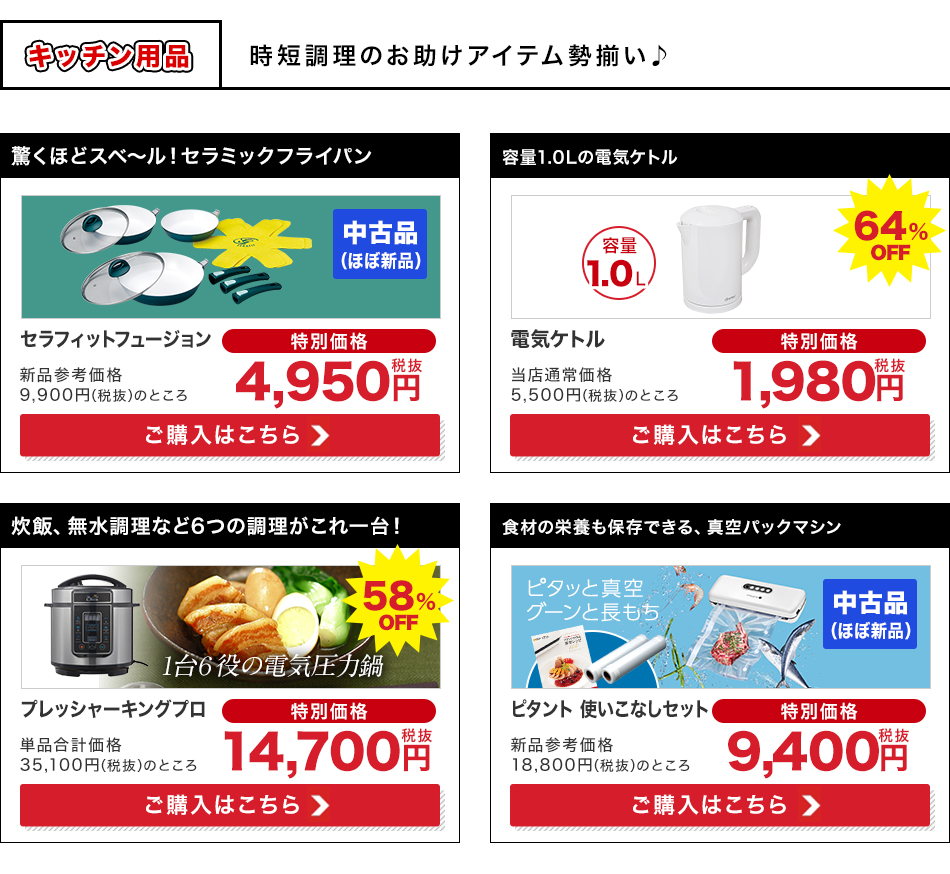 キッチン用品
時短調理のお助けアイテム勢揃い♪
驚くほどスベ～ル！セラミックフライパン
中古品
（ほぼ新品）
セラフィットフュージョン
特別価格
新品参考価格
9,900円(税抜)のところ
4,950円
税抜
ご購入はこちら
容量1.0Lの電気ケトル
容量
1.0L
64%
OFF
電気ケトル
特別価格
当店通常価格
5,500円(税抜)のところ
1,980円
税抜
ご購入はこちら
炊飯、無水調理など6つの調理がこれ一台！
58%
OFF
1台6役の電気圧力鍋
プレッシャーキングプロ
特別価格
単品合計価格
35,100円(税抜)のところ
14,700円
税抜
ご購入はこちら
食材の栄養も保存できる、真空パックマシン
ピタッと真空
グーンと長もち
中古品
（ほぼ新品）
ピタント 使いこなしセット
特別価格
新品参考価格
18,800円(税抜)のところ
9,400円
税抜
ご購入はこちら